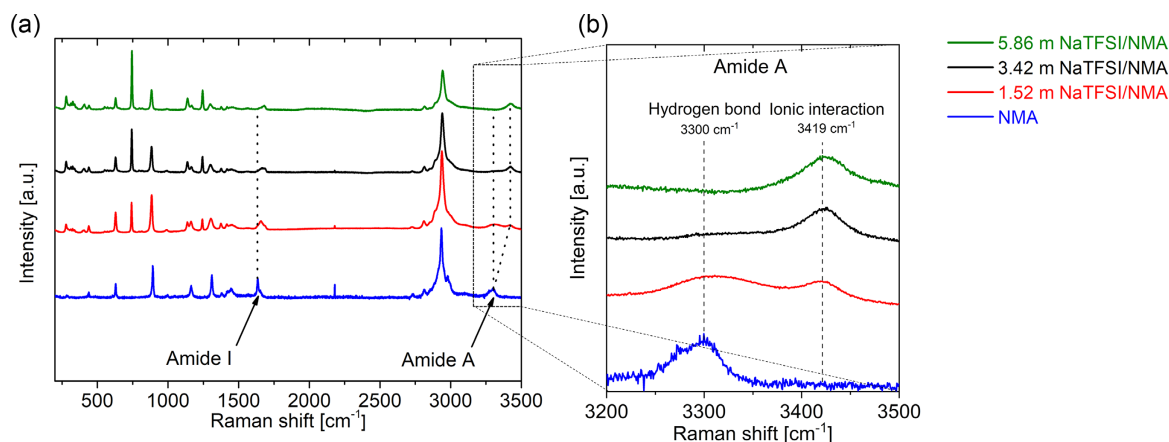 (a)
(b)
Intensity [a.u.]
Amide I
Amide A
500 1000 1500 2000 2500 3000 3500
Raman shift [cm-1]
Intensity [a.u.]
Amide A
Hydrogen bond
3300 cm-1
Ionic interaction
3419 cm-1
3200 3300 3400 3500
Raman shift [cm-1]
5.86 m NaTFSI/NMA
3.42 m NaTFSI/NMA
1.52 m NaTFSI/NMA
NMA